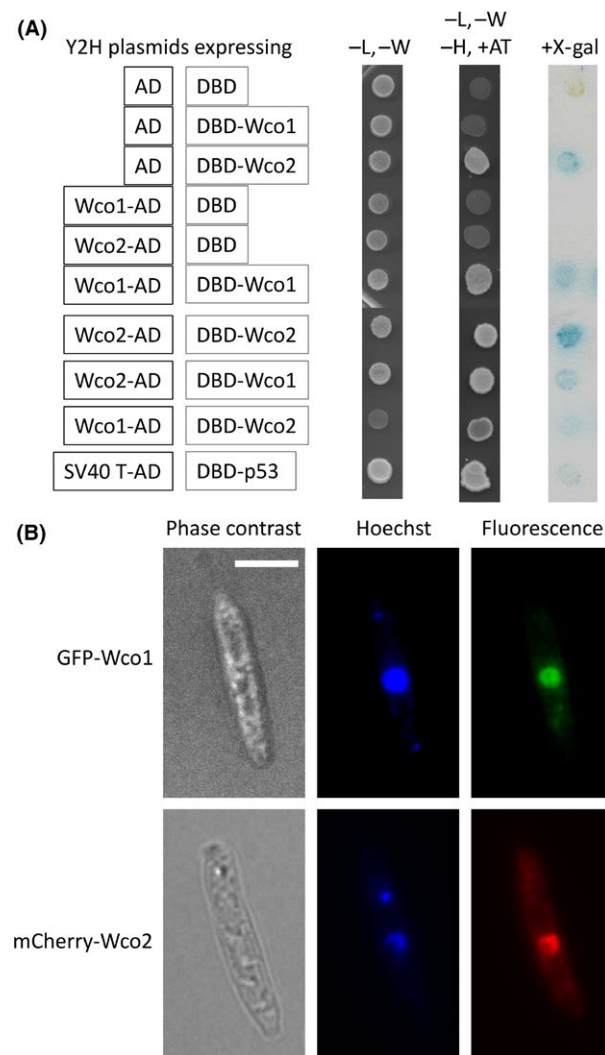 (A)
Y2H plasmids expressing
–L, –W
–L, –W
–H, +AT
+X-gal
AD DBD
AD DBD-Wco1
AD DBD-Wco2
Wco1-AD DBD
Wco2-AD DBD
Wco1-AD DBD-Wco1
Wco2-AD DBD-Wco2
Wco2-AD DBD-Wco1
Wco1-AD DBD-Wco2
SV40 T-AD DBD-p53
(B)
Phase contrast Hoechst Fluorescence
GFP-Wco1
mCherry-Wco2